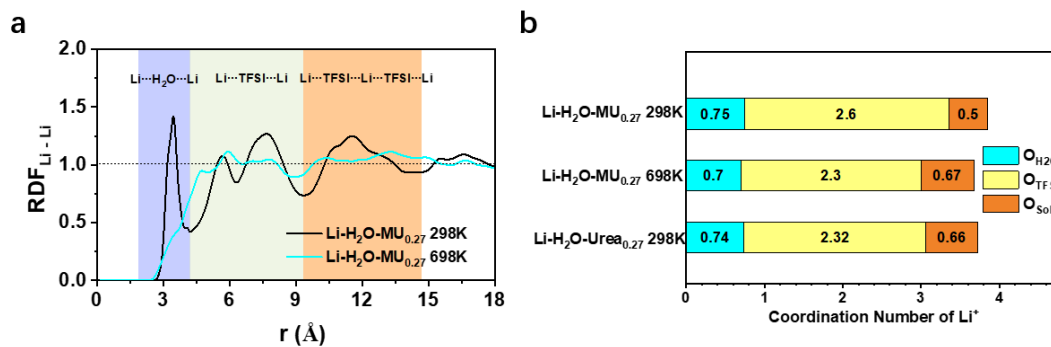 a
2.0
1.5
1.0
0.5
0.0
RDF_Li - Li
Li···H₂O···Li
Li···TFSI···Li
Li···TFSI···Li···TFSI···Li
Li-H₂O-MU₀.₂₇ 298K
Li-H₂O-MU₀.₂₇ 698K
0 3 6 9 12 15 18
r (Å)
b
Li-H₂O-MU₀.₂₇ 298K
0.75 2.6 0.5
Li-H₂O-MU₀.₂₇ 698K
0.7 2.3 0.67
Li-H₂O-Urea₀.₂₇ 298K
0.74 2.32 0.66
O_H2O
O_TFS
O_Sol
0 1 2 3 4
Coordination Number of Li⁺